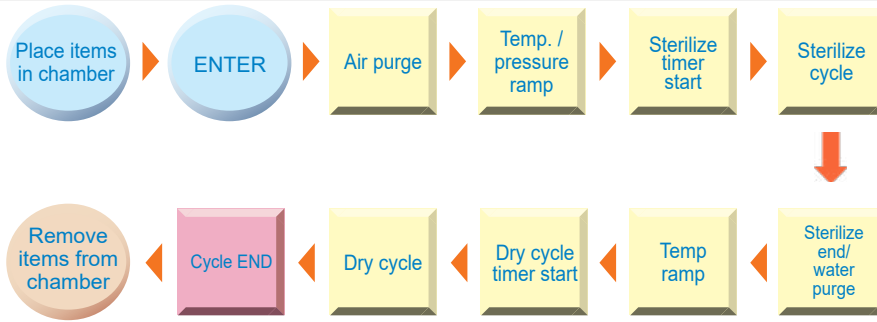 Place items
in chamber
ENTER
Air purge
Temp. /
pressure
ramp
Sterilize
timer
start
Sterilize
cycle
Sterilize
end/
water
purge
Temp
ramp
Dry cycle
timer start
Dry cycle
Cycle END
Remove
items from
chamber